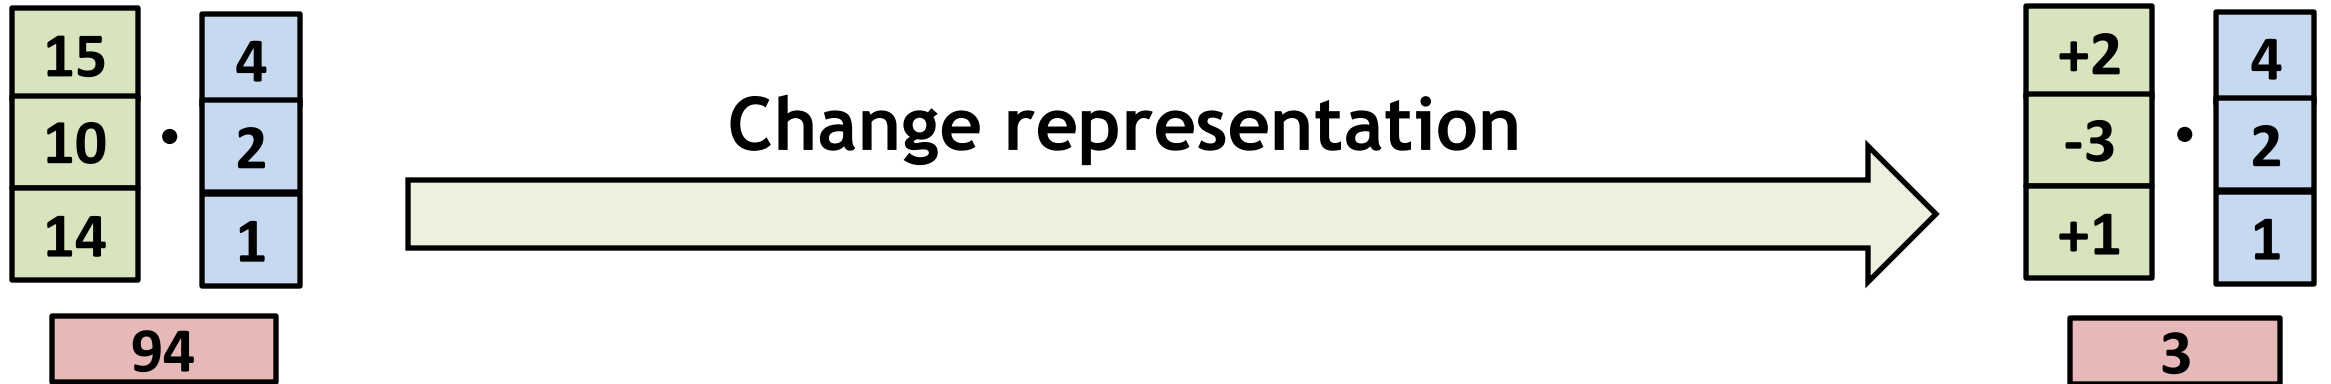 15 4 +2 4
10 • 2 Change representation -3 • 2
14 1 +1 1
94 3